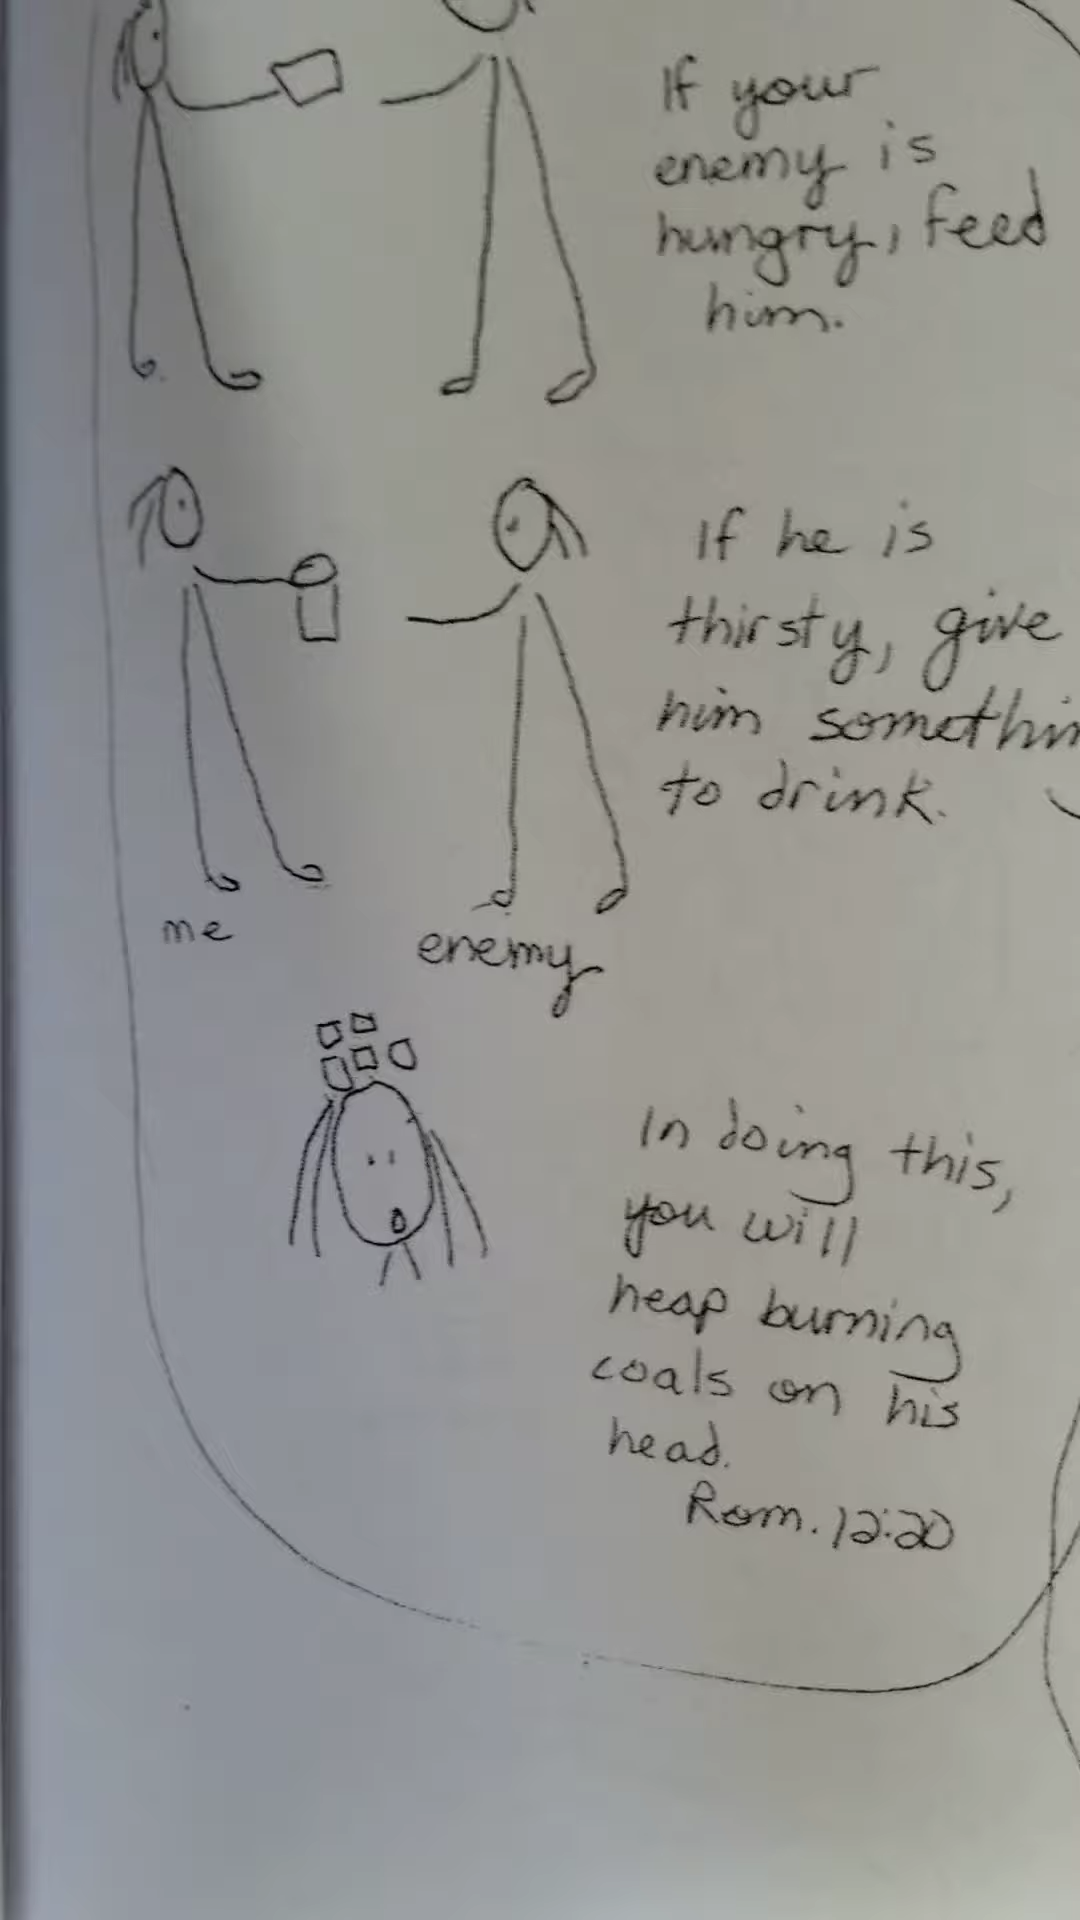 If your
enemy is
hungry, feed
him.
If he is
thirsty, give
him somethin
to drink.
me
enemy
In doing this,
you will
heap burning
coals on his
head.
Rom. 12:20